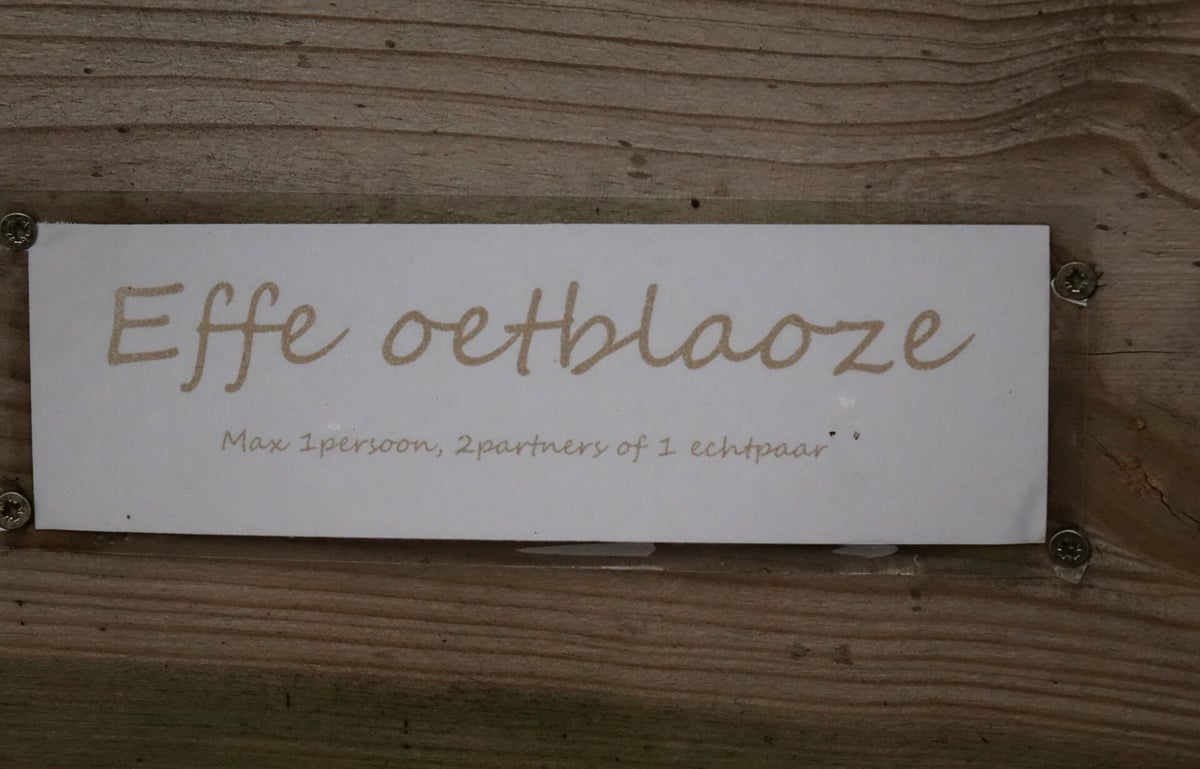 Effe oetblaoze
Max 1persoon, 2partners of 1 echtpaar